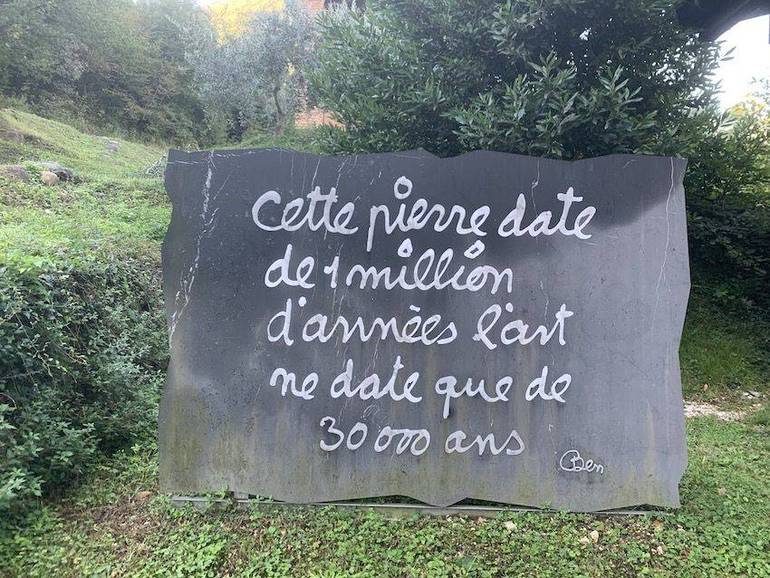 Cette pierre date
de 1 million
d'années l'art
ne date que de
30 000 ans
Ben